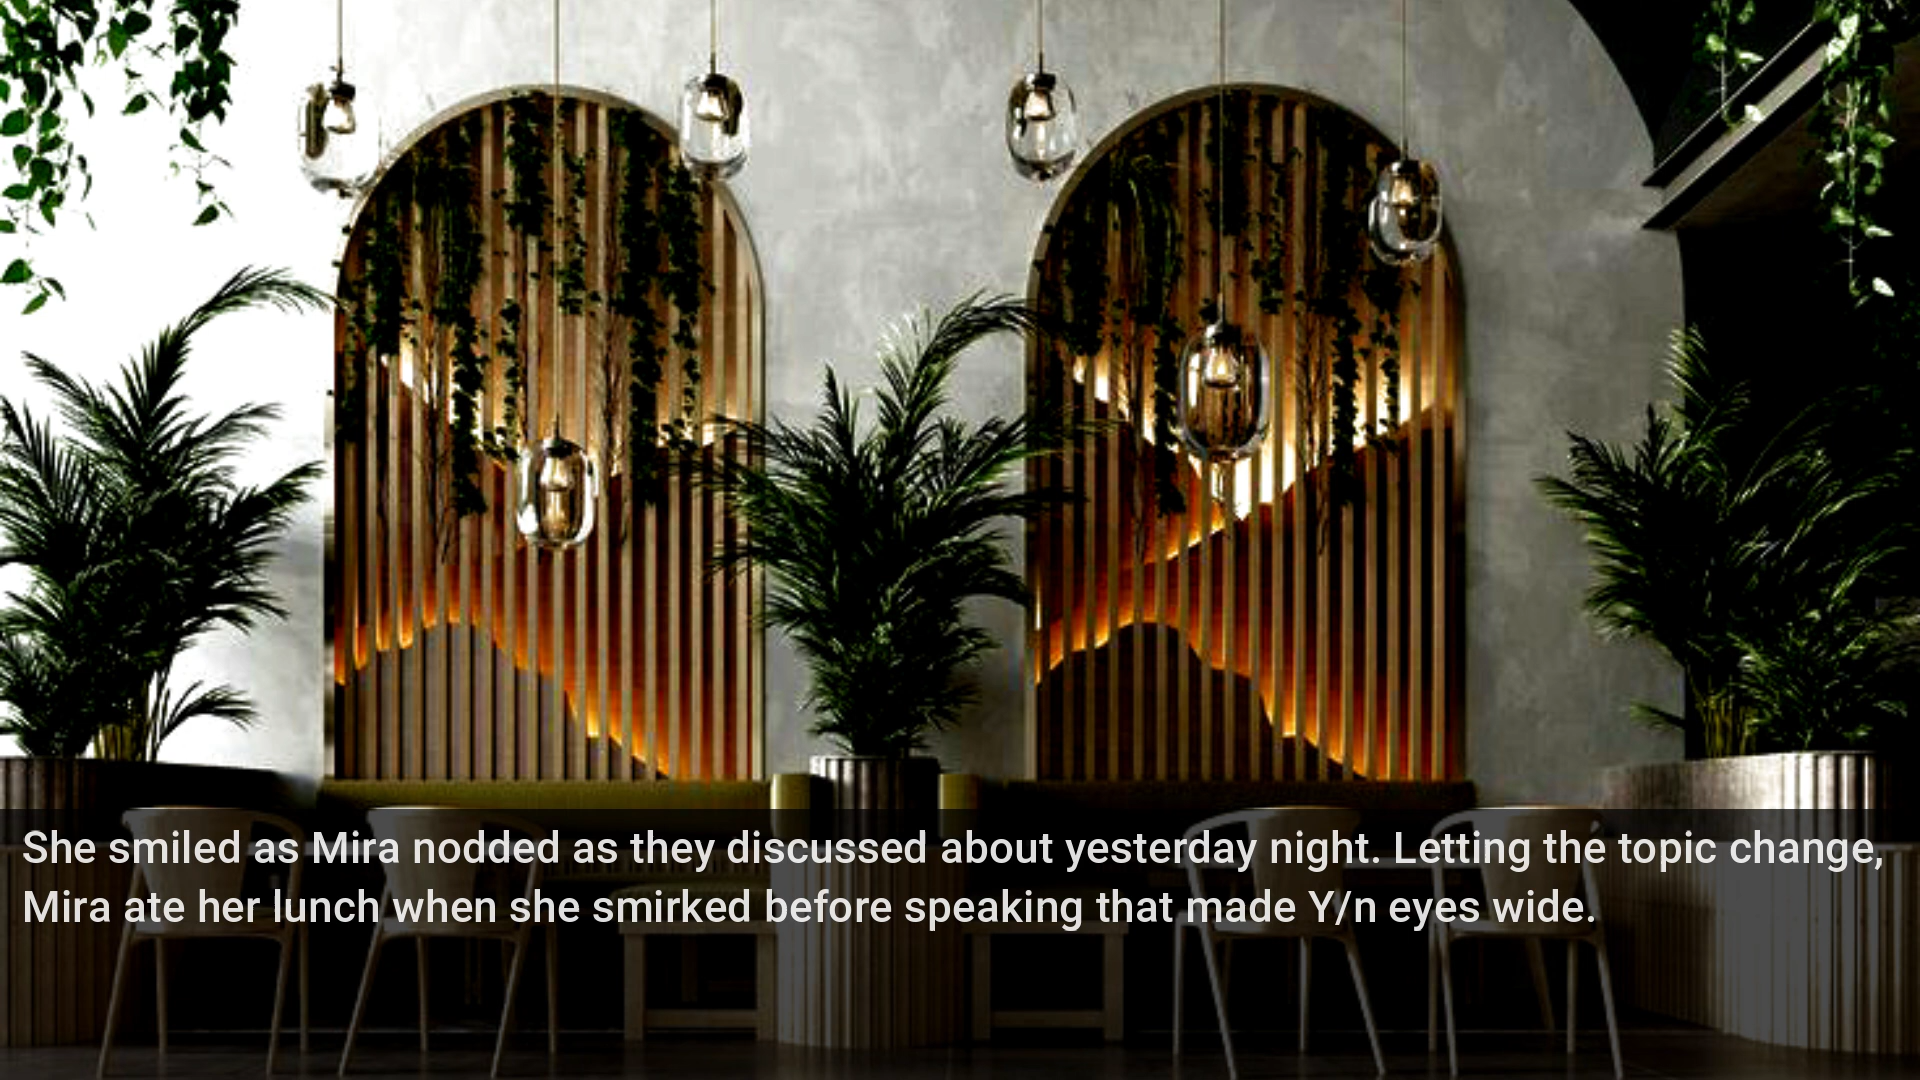 She smiled as Mira nodded as they discussed about yesterday night. Letting the topic change,
Mira ate her lunch when she smirked before speaking that made Y/n eyes wide.